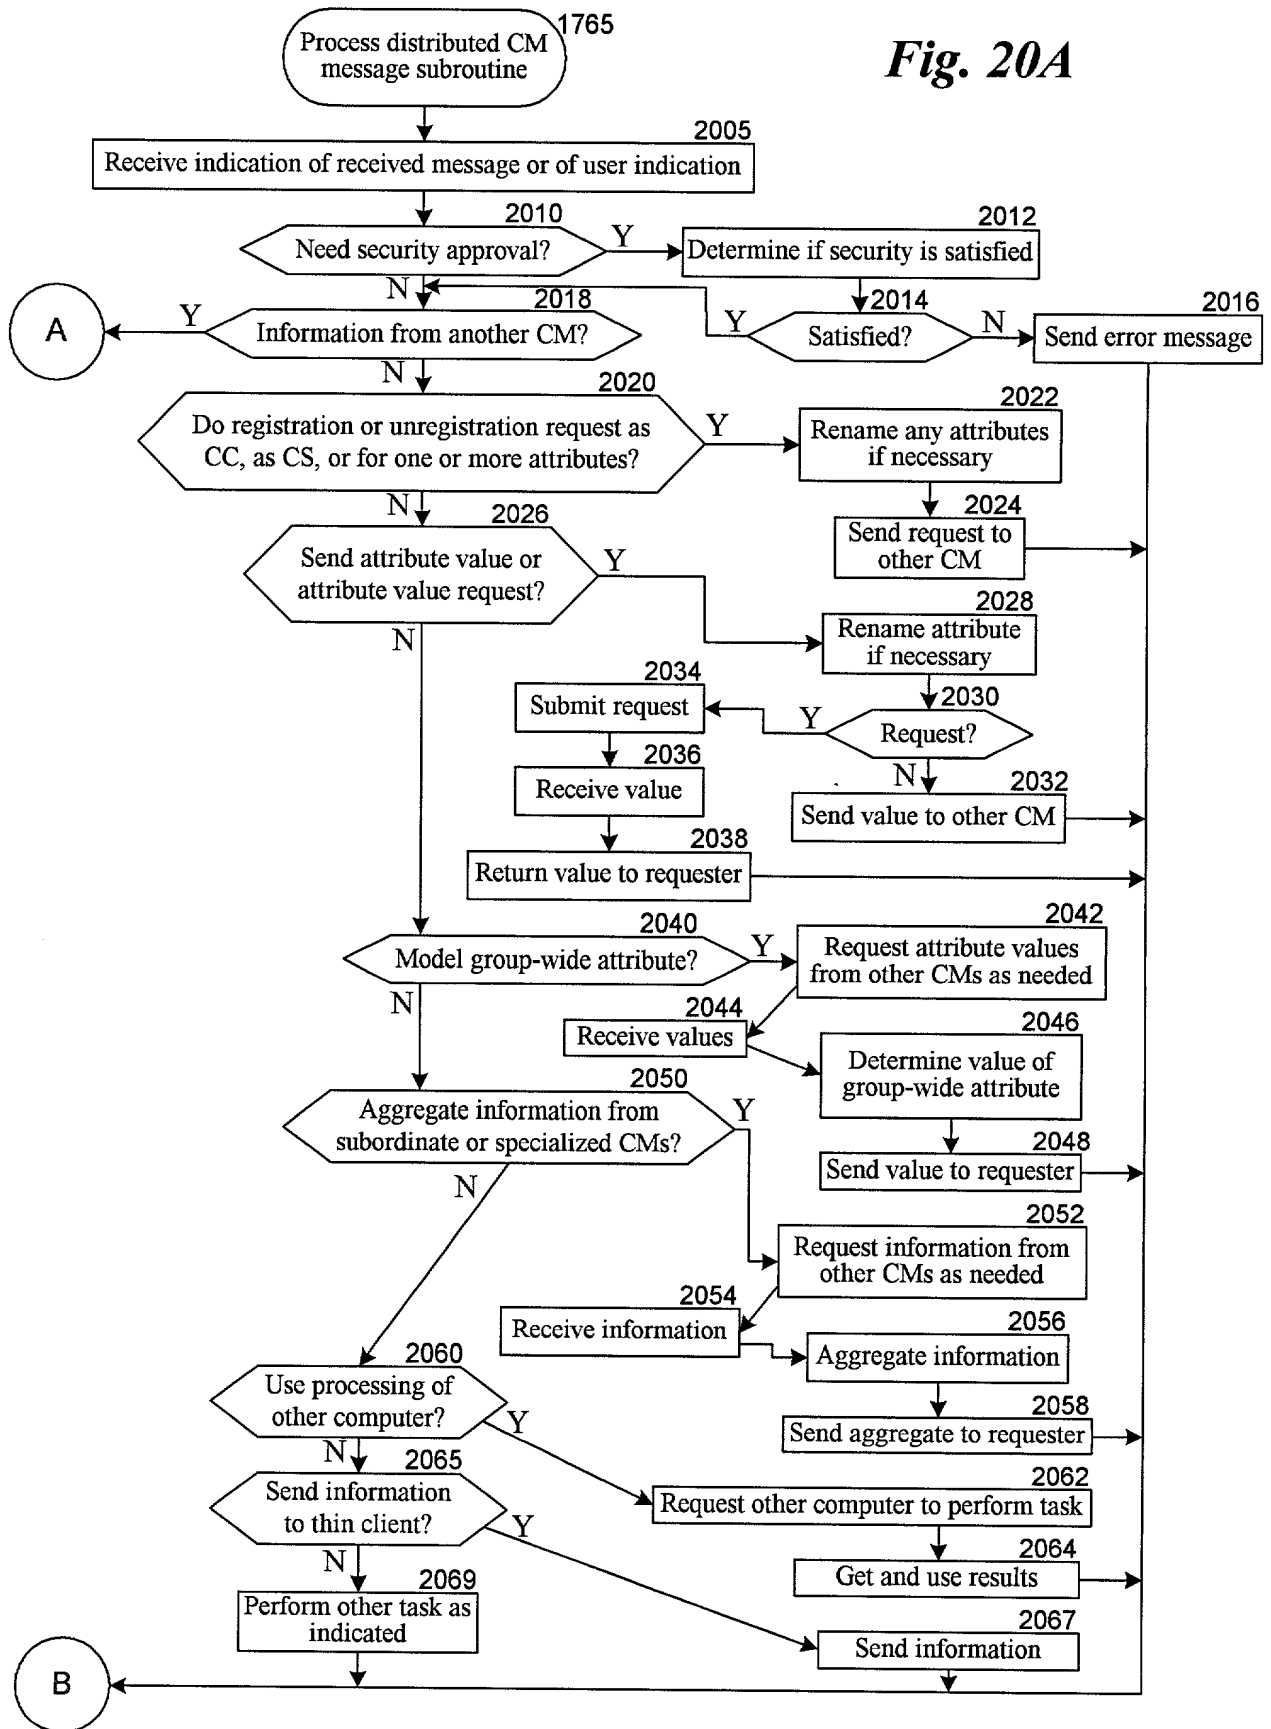 1765
Process distributed CM
message subroutine
Fig. 20A
2005
Receive indication of received message or of user indication
2010
Need security approval?
Y
2012
Determine if security is satisfied
N
2018
Information from another CM?
Y
A
2014
Satisfied?
Y
N
2016
Send error message
N
2020
Do registration or unregistration request as
CC, as CS, or for one or more attributes?
Y
2022
Rename any attributes
if necessary
2024
Send request to
other CM
N
2026
Send attribute value or
attribute value request?
Y
2028
Rename attribute
if necessary
N
2030
Request?
Y
2034
Submit request
2036
Receive value
N
2032
Send value to other CM
2038
Return value to requester
2040
Model group-wide attribute?
Y
2042
Request attribute values
from other CMs as needed
N
2044
Receive values
2046
Determine value of
group-wide attribute
2048
Send value to requester
2050
Aggregate information from
subordinate or specialized CMs?
Y
N
2052
Request information from
other CMs as needed
2054
Receive information
2056
Aggregate information
2058
Send aggregate to requester
2060
Use processing of
other computer?
Y
N
2062
Request other computer to perform task
2064
Get and use results
2065
Send information
to thin client?
Y
N
2067
Send information
2069
Perform other task as
indicated
B